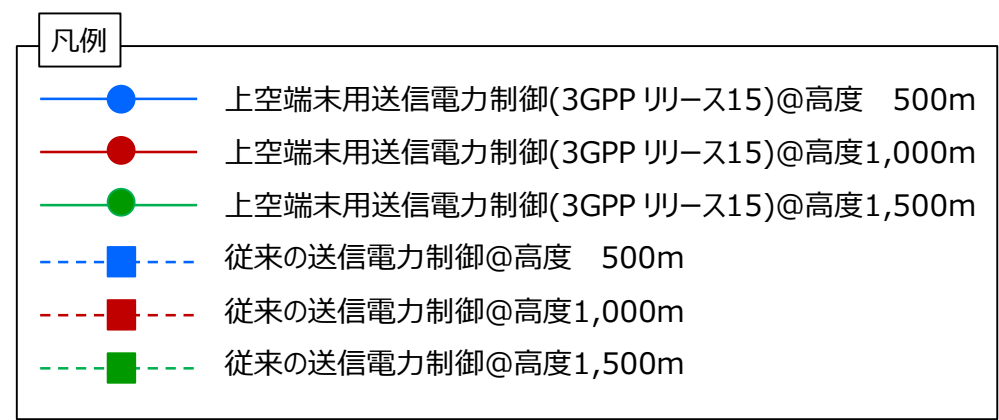 凡例
上空端末用送信電力制御(3GPP リリース15)@高度　500m
上空端末用送信電力制御(3GPP リリース15)@高度1,000m
上空端末用送信電力制御(3GPP リリース15)@高度1,500m
従来の送信電力制御@高度　500m
従来の送信電力制御@高度1,000m
従来の送信電力制御@高度1,500m